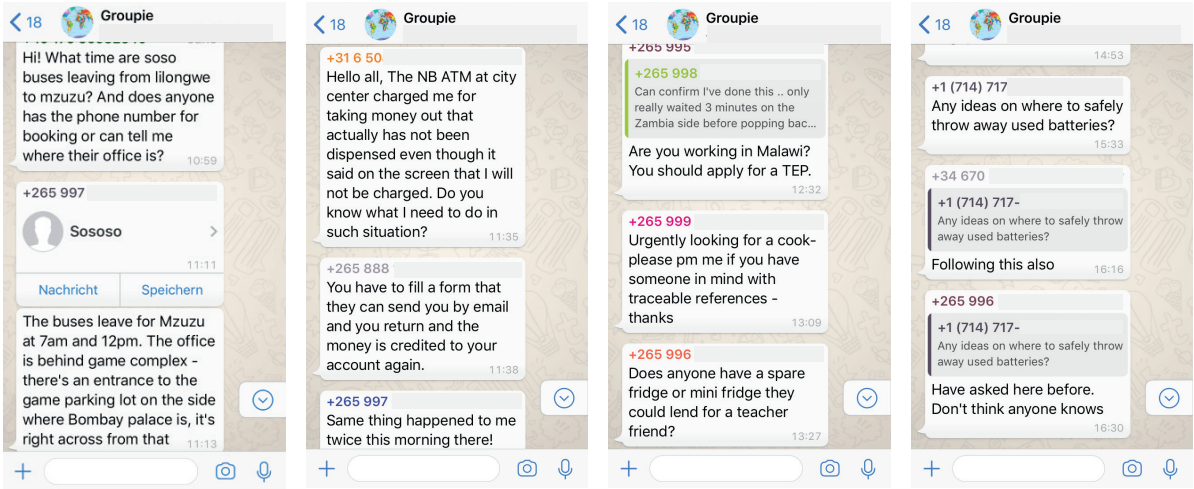 18
Groupie
Hi! What time are soso
buses leaving from lilongwe
to mzuzu? And does anyone
has the phone number for
booking or can tell me
where their office is?
10:59
+265 997
Sososo
11:11
Nachricht
Speichern
The buses leave for Mzuzu
at 7am and 12pm. The office
is behind game complex -
there's an entrance to the
game parking lot on the side
where Bombay palace is, it's
right across from that
11:13
18
Groupie
+31 6 50
Hello all, The NB ATM at city
center charged me for
taking money out that
actually has not been
dispensed even though it
said on the screen that I will
not be charged. Do you
know what I need to do in
such situation?
11:35
+265 888
You have to fill a form that
they can send you by email
and you return and the
money is credited to your
account again.
11:38
+265 997
Same thing happened to me
twice this morning there!
18
Groupie
+265 995
+265 998
Can confirm I've done this .. only
really waited 3 minutes on the
Zambia side before popping bac...
Are you working in Malawi?
You should apply for a TEP.
12:32
+265 999
Urgently looking for a cook-
please pm me if you have
someone in mind with
traceable references -
thanks
13:09
+265 996
Does anyone have a spare
fridge or mini fridge they
could lend for a teacher
friend?
13:27
18
Groupie
14:53
+1 (714) 717
Any ideas on where to safely
throw away used batteries?
15:33
+34 670
+1 (714) 717-
Any ideas on where to safely throw
away used batteries?
Following this also
16:16
+265 996
+1 (714) 717-
Any ideas on where to safely throw
away used batteries?
Have asked here before.
Don't think anyone knows
16:30